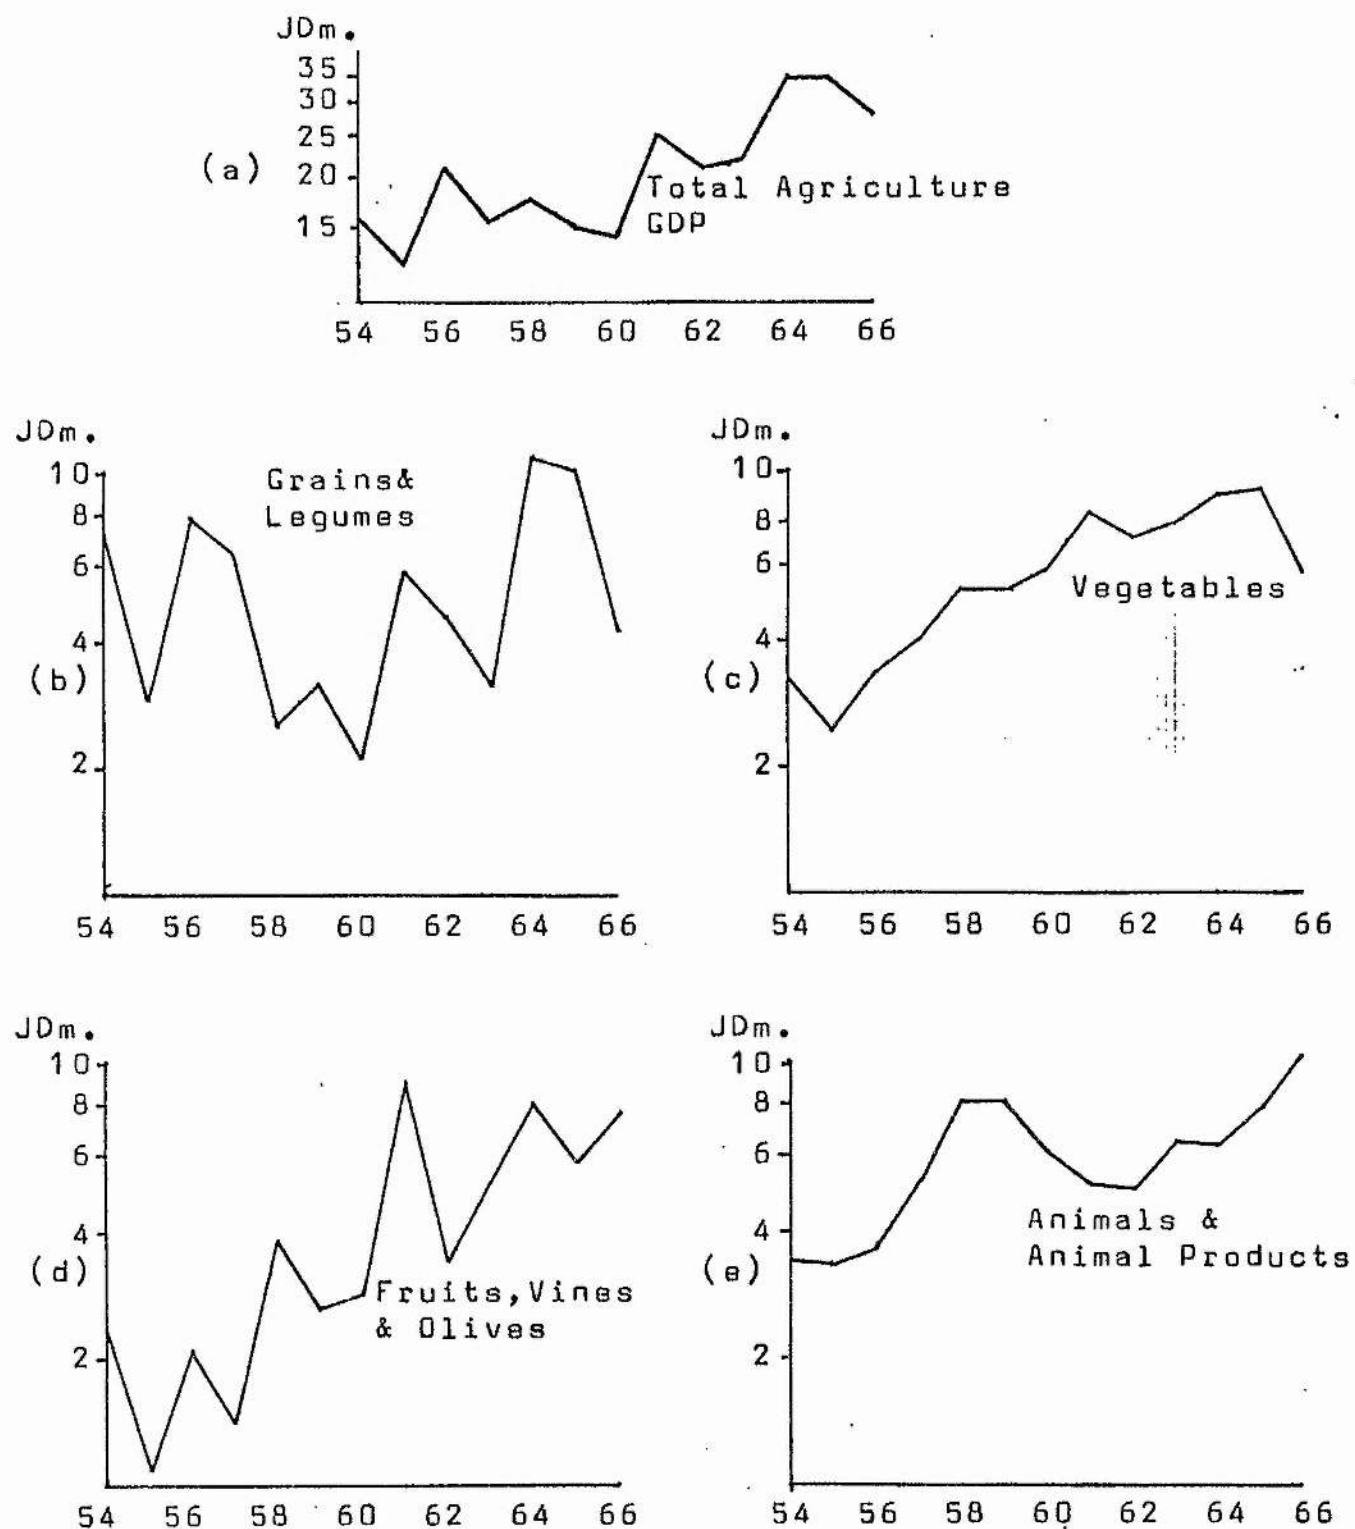 JDm.
35
30
25
(a)
20
15
Total Agriculture
GDP
54 56 58 60 62 64 66
JDm.
10
8
6
4
(b)
2
Grains&
Legumes
54 56 58 60 62 64 66
JDm.
10
8
6
4
(c)
2
Vegetables
54 56 58 60 62 64 66
JDm.
10
8
6
4
(d)
2
Fruits,Vines
& Olives
54 56 58 60 62 64 66
JDm.
10
8
6
4
(e)
2
Animals &
Animal Products
54 56 58 60 62 64 66